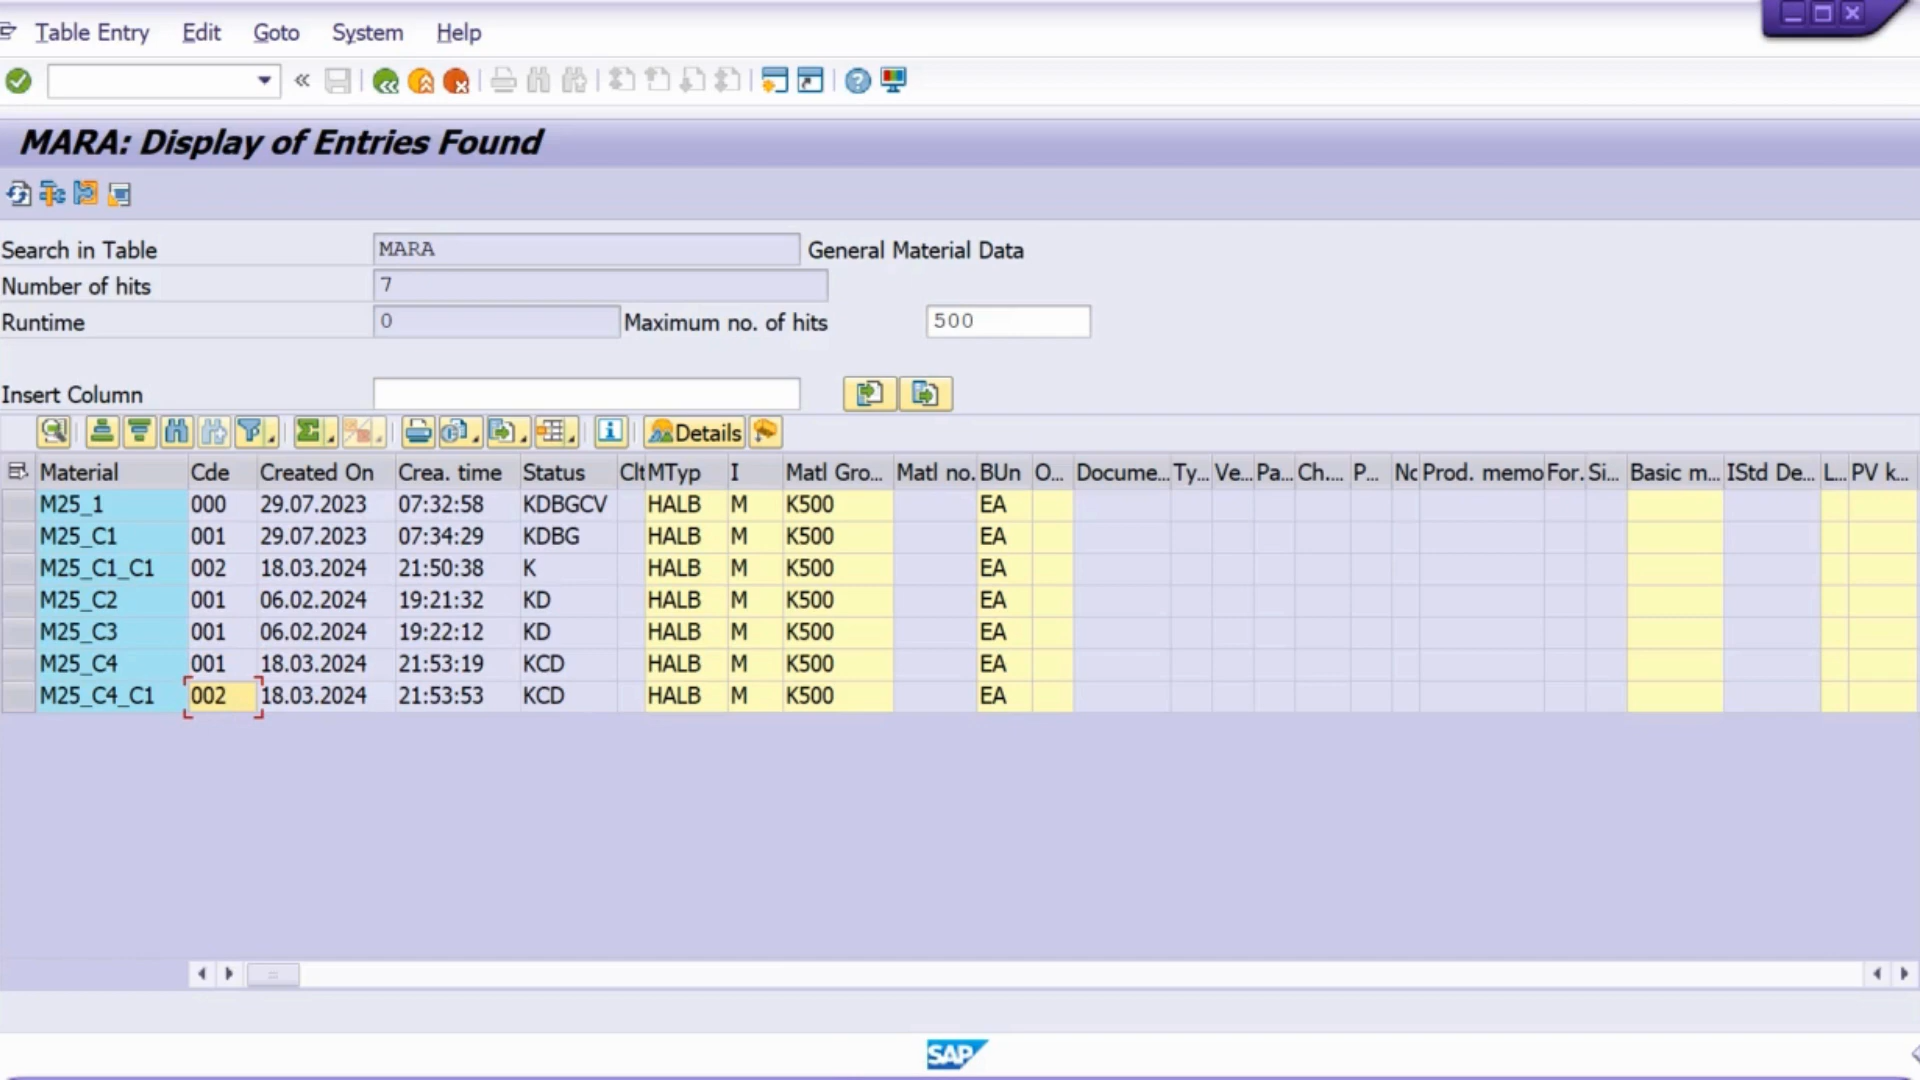 Table Entry Edit Goto System Help
MARA: Display of Entries Found
Search in Table MARA General Material Data
Number of hits 7
Runtime 0 Maximum no. of hits 500
Insert Column
Details
Material Cde Created On Crea. time Status Clt MTyp I Matl Gro... Matl no. BUn O... Docume... Ty... Ve... Pa... Ch.... P... Nc Prod. memo For. Si... Basic m... IStd De... L... PV k...
M25_1 000 29.07.2023 07:32:58 KDBGCV HALB M K500 EA
M25_C1 001 29.07.2023 07:34:29 KDBG HALB M K500 EA
M25_C1_C1 002 18.03.2024 21:50:38 K HALB M K500 EA
M25_C2 001 06.02.2024 19:21:32 KD HALB M K500 EA
M25_C3 001 06.02.2024 19:22:12 KD HALB M K500 EA
M25_C4 001 18.03.2024 21:53:19 KCD HALB M K500 EA
M25_C4_C1 002 18.03.2024 21:53:53 KCD HALB M K500 EA
SAP